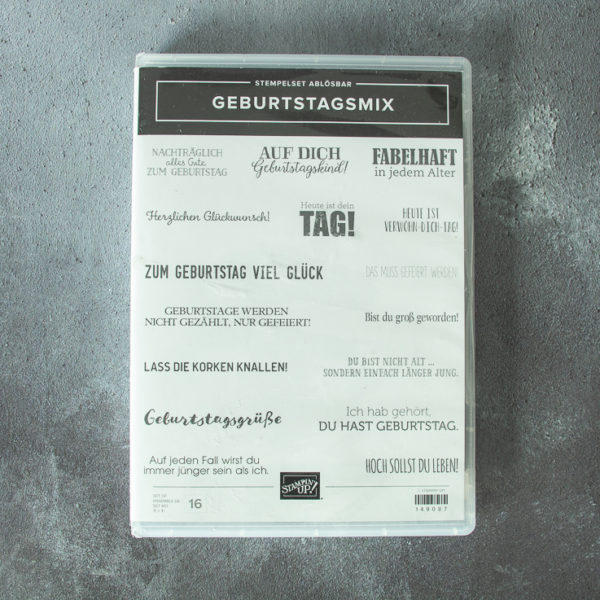 STEMPELSET ABLÖSBAR
GEBURTSTAGSMIX
NACHTRÄGLICH
alles Gute
ZUM GEBURTSTAG
AUF DICH
Geburtstagskind!
FABELHAFT
in jedem Alter
Herzlichen Glückwunsch!
Heute ist dein
TAG!
HEUTE IST
VERWÖHN-DICH-TAG!
ZUM GEBURTSTAG VIEL GLÜCK
DAS MUSS GEFEIERT WERDEN
GEBURTSTAGE WERDEN
NICHT GEZÄHLT, NUR GEFEIERT!
Bist du groß geworden!
LASS DIE KORKEN KNALLEN!
DU BIST NICHT ALT ...
SONDERN EINFACH LÄNGER JUNG.
Geburtstagsgrüße
Ich hab gehört,
DU HAST GEBURTSTAG.
Auf jeden Fall wirst du
immer jünger sein als ich.
HOCH SOLLST DU LEBEN!
STAMPIN' UP!
SET OF
16
© STAMPIN' UP!
149087